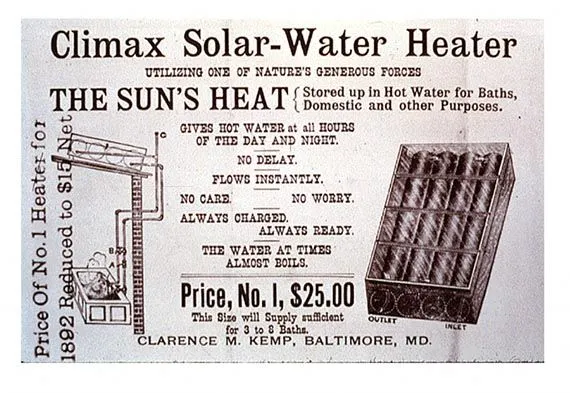 Climax Solar-Water Heater
UTILIZING ONE OF NATURE'S GENEROUS FORCES
THE SUN'S HEAT { Stored up in Hot Water for Baths,
Domestic and other Purposes.
GIVES HOT WATER at all HOURS
OF THE DAY AND NIGHT.
NO DELAY.
FLOWS INSTANTLY.
NO CARE. NO WORRY.
ALWAYS CHARGED.
ALWAYS READY.
THE WATER AT TIMES
ALMOST BOILS.
Price, No. 1, $25.00
This Size will Supply sufficient
for 3 to 8 Baths.
CLARENCE M. KEMP, BALTIMORE, MD.
Price Of No. 1 Heater for
1892 Reduced to $15 Net
OUTLET
INLET